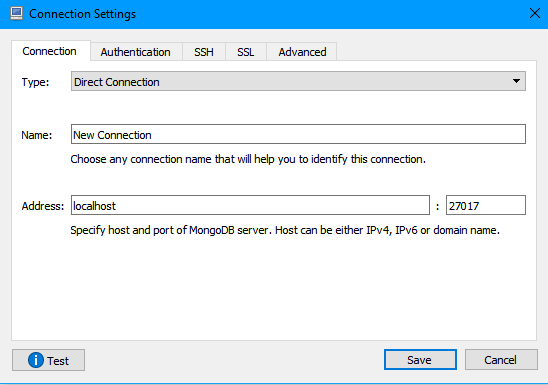 Connection Settings
Connection Authentication SSH SSL Advanced
Type: Direct Connection
Name: New Connection
Choose any connection name that will help you to identify this connection.
Address: localhost : 27017
Specify host and port of MongoDB server. Host can be either IPv4, IPv6 or domain name.
Test Save Cancel